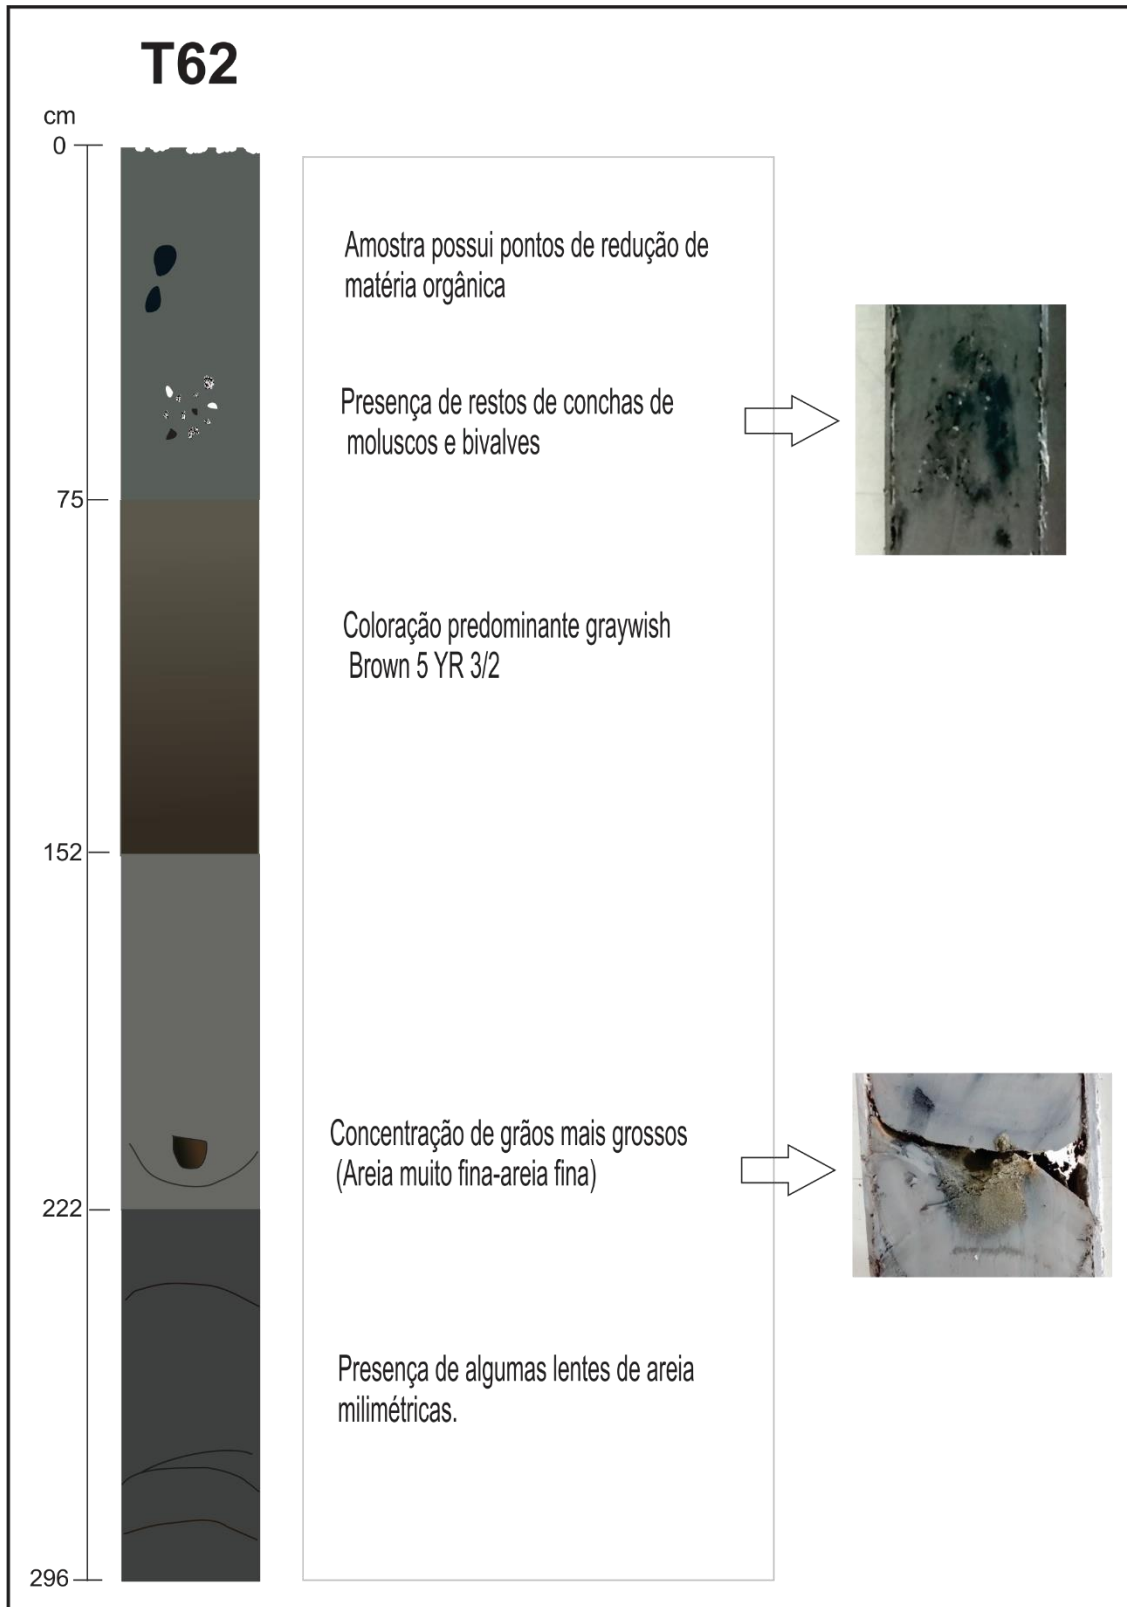 T62
cm
0
Amostra possui pontos de redução de
matéria orgânica
Presença de restos de conchas de
moluscos e bivalves
75
Coloração predominante graywish
Brown 5 YR 3/2
152
Concentração de grãos mais grossos
(Areia muito fina-areia fina)
222
Presença de algumas lentes de areia
milimétricas.
296